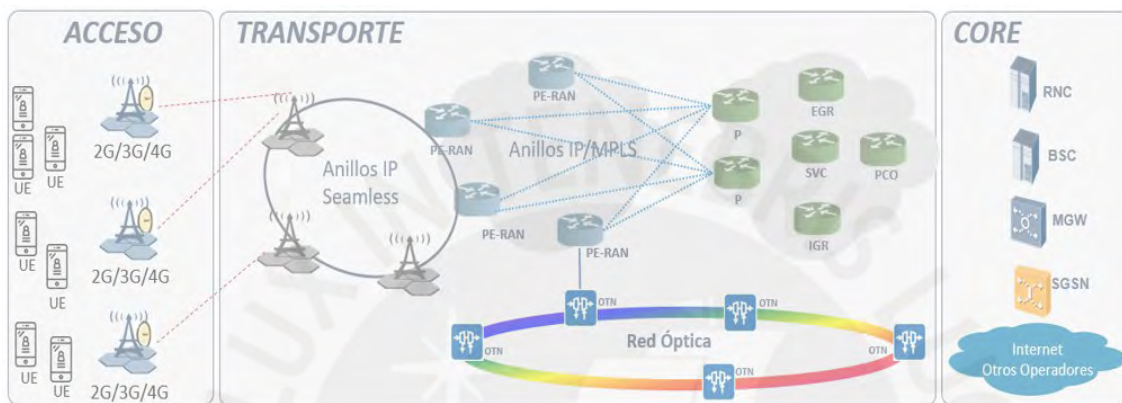 ACCESO
2G/3G/4G
UE
UE
UE
2G/3G/4G
UE
UE
2G/3G/4G
UE
UE
TRANSPORTE
Anillos IP
Seamless
PE-RAN
PE-RAN
PE-RAN
PE-RAN
Anillos IP/MPLS
P
P
EGR
SVC
PCO
IGR
OTN
OTN
OTN
OTN
OTN
Red Óptica
CORE
RNC
BSC
MGW
SGSN
Internet
Otros Operadores